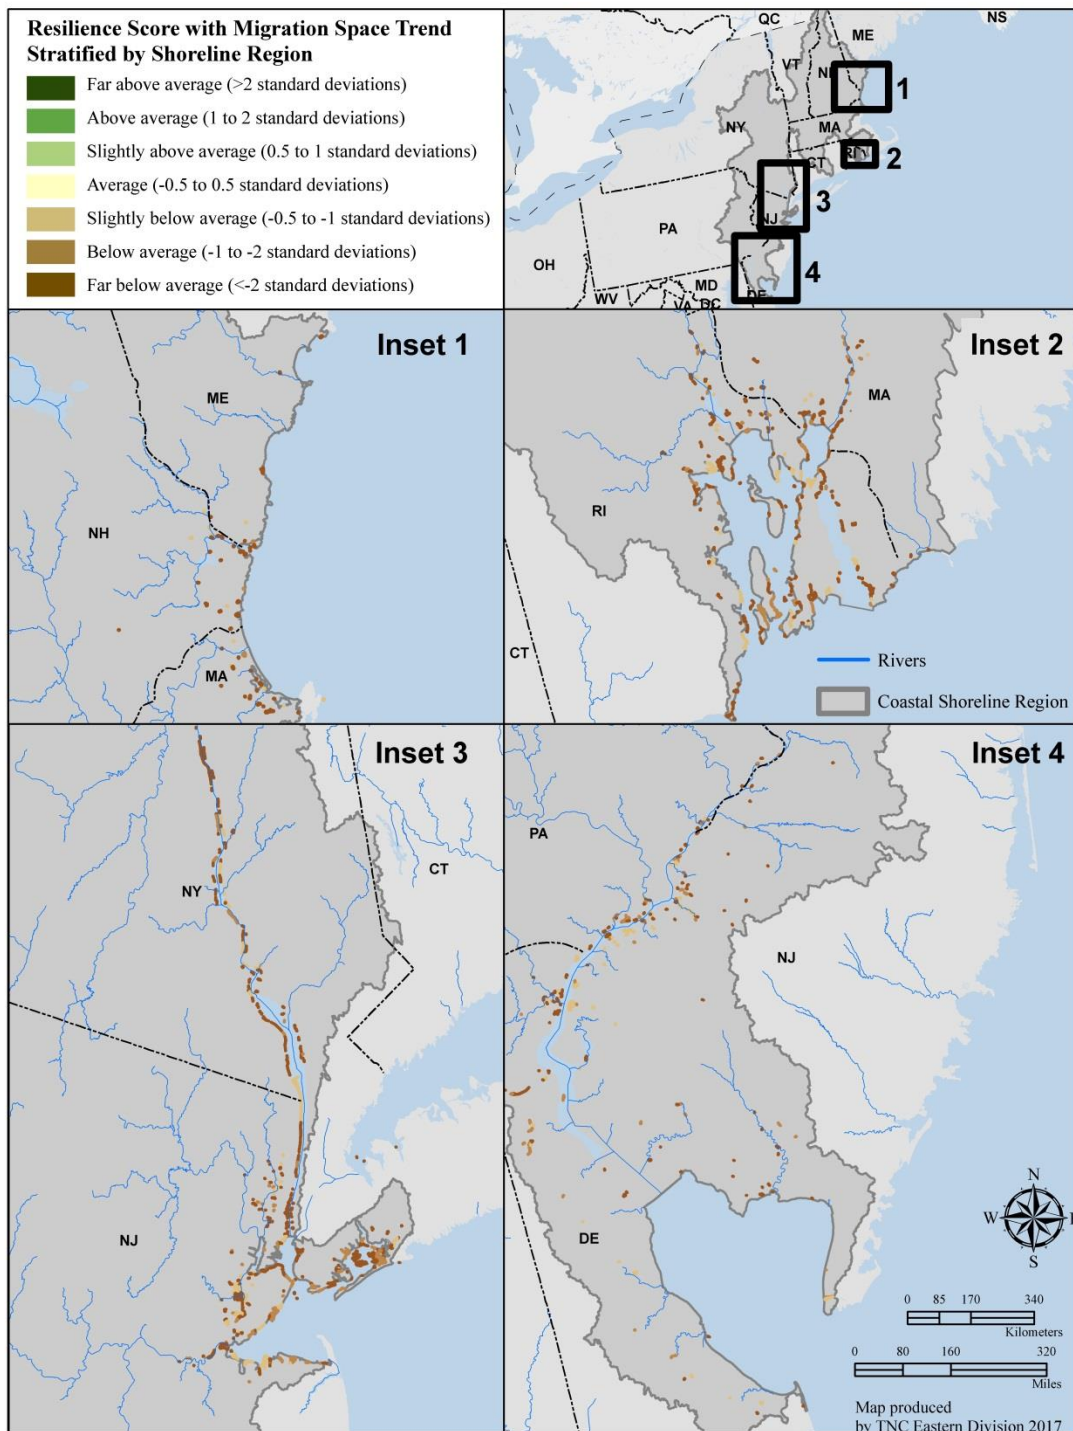 Resilience Score with Migration Space Trend
Stratified by Shoreline Region
Far above average (>2 standard deviations)
Above average (1 to 2 standard deviations)
Slightly above average (0.5 to 1 standard deviations)
Average (-0.5 to 0.5 standard deviations)
Slightly below average (-0.5 to -1 standard deviations)
Below average (-1 to -2 standard deviations)
Far below average (<-2 standard deviations)
QC
NS
ME
VT
1
NY
MA
CT
2
3
NJ
PA
4
OH
MD
WV
DC
VA
DE
Inset 1
ME
NH
MA
Inset 2
MA
RI
CT
Rivers
Coastal Shoreline Region
Inset 3
CT
NY
NJ
Inset 4
PA
NJ
DE
N
W
E
S
0 85 170 340
Kilometers
0 80 160 320
Miles
Map produced
by TNC Eastern Division 2017